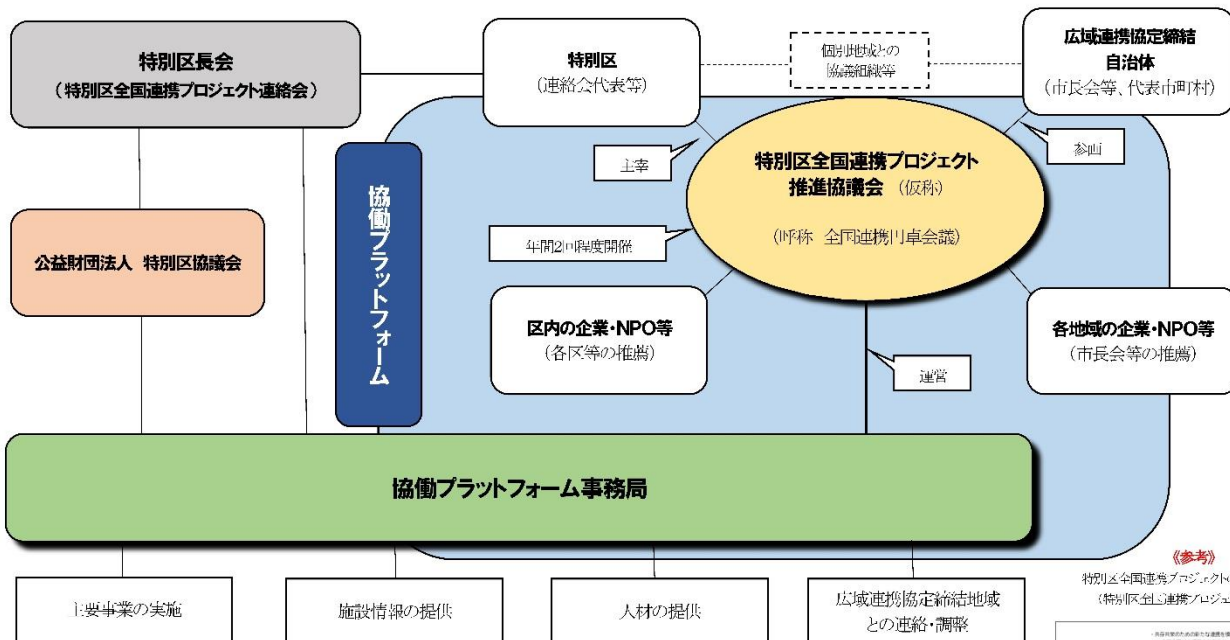 特別区長会
（特別区全国連携プロジェクト連絡会）
特別区
（連絡会代表等）
個別地域との
協議組織等
広域連携協定締結
自治体
（市長会等、代表市町村）
主宰
参画
協働プラットフォーム
特別区全国連携プロジェクト
推進協議会（仮称）
（呼称　全国連携円卓会議）
年間2回程度開催
公益財団法人　特別区協議会
区内の企業・NPO等
（各区等の推薦）
各地域の企業・NPO等
（市長会等の推薦）
運営
協働プラットフォーム事務局
主要事業の実施
施設情報の提供
人材の提供
広域連携協定締結地域
との連絡・調整
《参考》
特別区全国連携プロジェクト
（特別区全国連携プロジェ